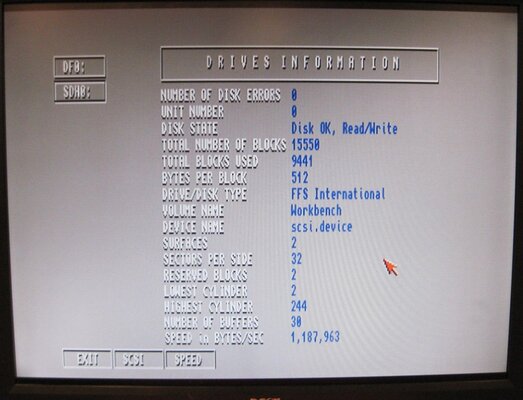 DRIVES INFORMATION
DF0:
SDH0:
NUMBER OF DISK ERRORS 0
UNIT NUMBER 0
DISK STATE Disk OK, Read/Write
TOTAL NUMBER OF BLOCKS 15550
TOTAL BLOCKS USED 9441
BYTES PER BLOCK 512
DRIVE/DISK TYPE FFS International
VOLUME NAME Workbench
DEVICE NAME scsi.device
SURFACES 2
SECTORS PER SIDE 32
RESERVED BLOCKS 2
LOWEST CYLINDER 2
HIGHEST CYLINDER 244
NUMBER OF BUFFERS 30
SPEED in BYTES/SEC 1,187,963
EXIT SCSI SPEED